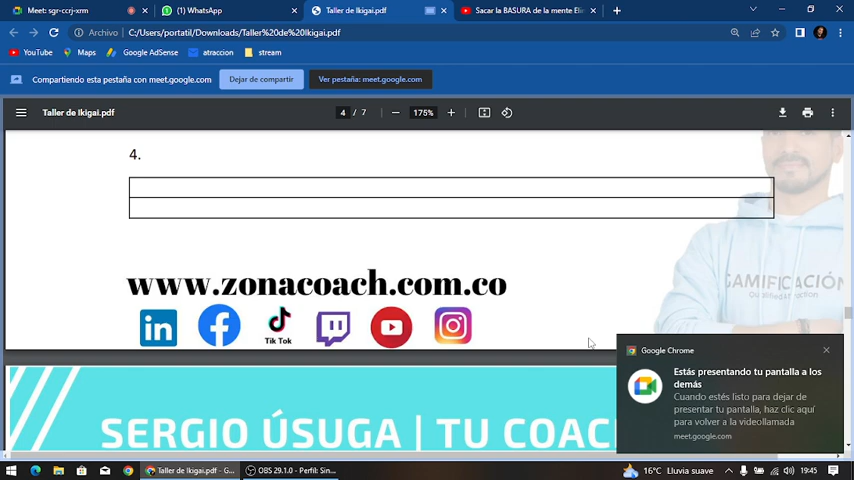 Meet: sgr-ccrj-xrm
(1) WhatsApp
Taller de Ikigai.pdf
Sacar la BASURA de la mente Elin
Archivo
C:/Users/portatil/Downloads/Taller%20de%20Ikigai.pdf
YouTube
Maps
Google AdSense
atraccion
stream
Compartiendo esta pestaña con meet.google.com
Dejar de compartir
Ver pestaña: meet.google.com
Taller de Ikigai.pdf
4 / 7
175%
4.
GAMIFICACIÓN
www.zonacoach.com.co
in
Tik Tok
Google Chrome
Estás presentando tu pantalla a los
demás
Cuando estés listo para dejar de
presentar tu pantalla, haz clic aquí
para volver a la videollamada
meet.google.com
SERGIO ÚSUGA | TU COAC
Taller de Ikigai.pdf - G...
OBS 29.1.0 - Perfil: Sin...
16°C Lluvia suave
19:45